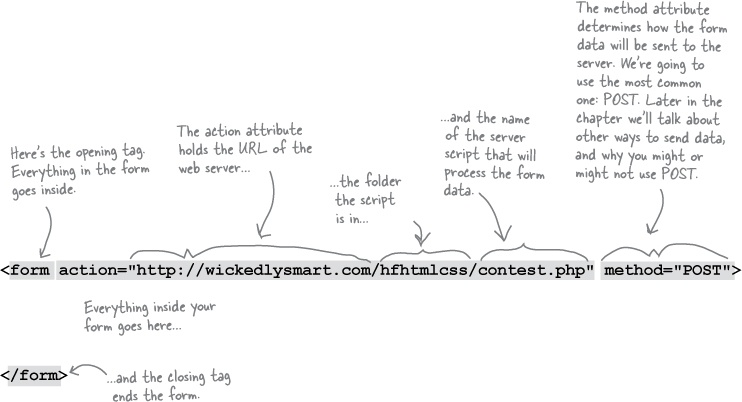 The method attribute
determines how the form
data will be sent to the
server. We're going to
use the most common
one: POST. Later in the
chapter we'll talk about
other ways to send data,
and why you might or
might not use POST.
The action attribute
holds the URL of the
web server...
...and the name
of the server
script that will
process the form
data.
Here's the opening tag.
Everything in the form
goes inside.
...the folder
the script
is in...
<form action="http://wickedlysmart.com/hfhtmlcss/contest.php" method="POST">
Everything inside your
form goes here...
</form>
...and the closing tag
ends the form.